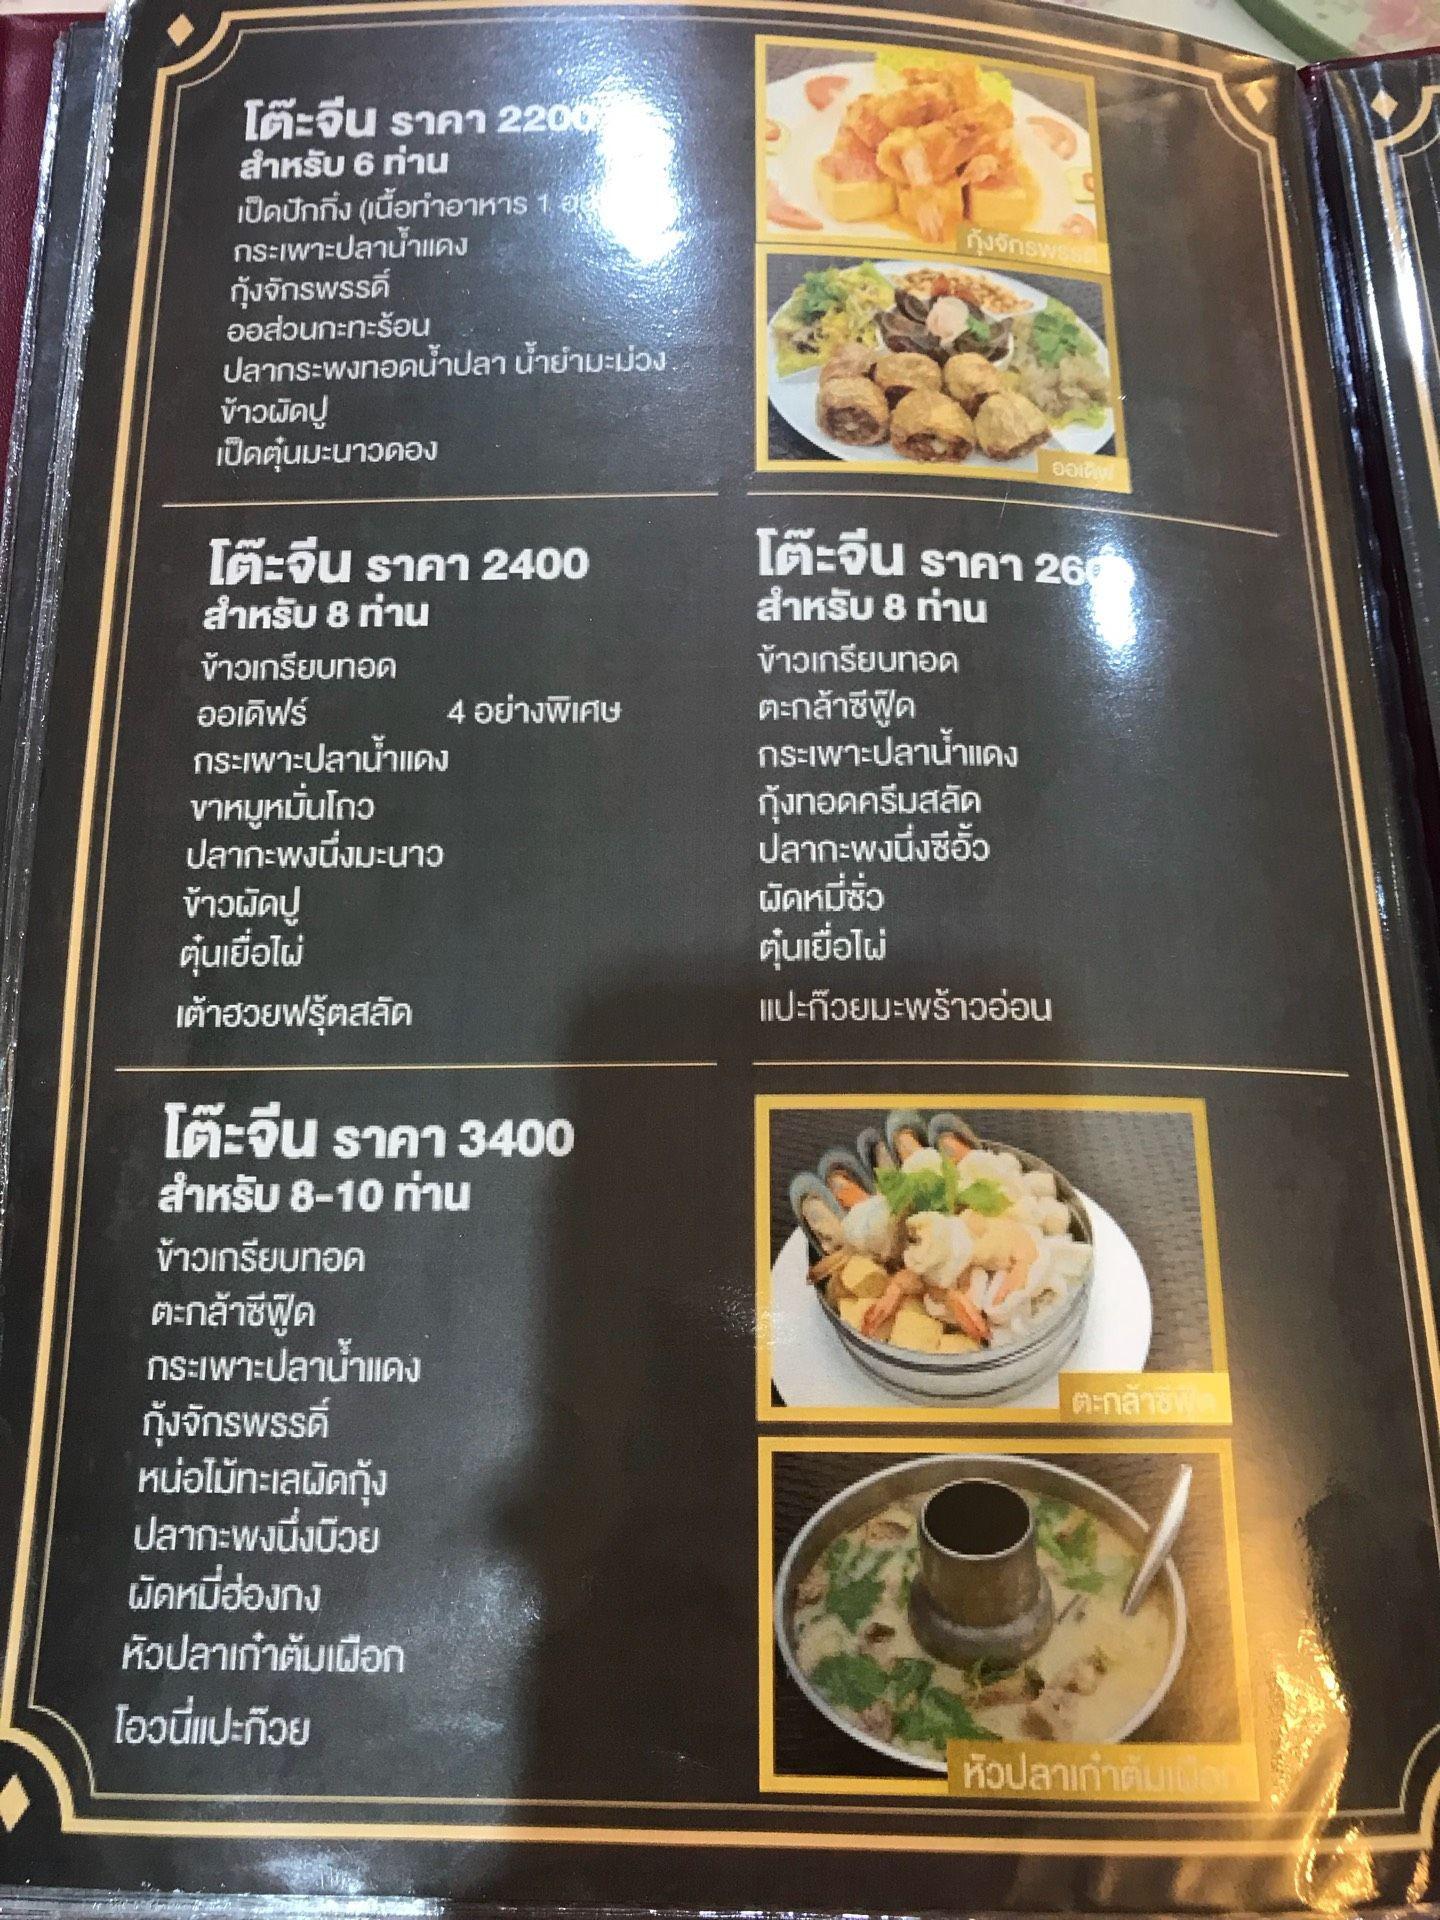 โต๊ะจีน ราคา 2200
สำหรับ 6 ท่าน
เป็ดปักกิ่ง (เนื้อทำอาหาร 1
กระเพาะปลาน้ำแดง
กุ้งจักรพรรดิ์
ออส่วนกะทะร้อน
ปลากระพงทอดน้ำปลา น้ำยำมะม่วง
ข้าวผัดปู
เป็ดตุ๋นมะนาวดอง
กุ้งจักรพรรดิ์
ออเดิฟ
โต๊ะจีน ราคา 2400
สำหรับ 8 ท่าน
ข้าวเกรียบทอด
ออเดิฟร์ 4 อย่างพิเศษ
กระเพาะปลาน้ำแดง
ขาหมูหมั่นโถว
ปลากะพงนึ่งมะนาว
ข้าวผัดปู
ตุ๋นเยื่อไผ่
เต้าฮวยฟรุ้ตสลัด
โต๊ะจีน ราคา
สำหรับ 8 ท่าน
ข้าวเกรียบทอด
ตะกล้าซีฟู๊ด
กระเพาะปลาน้ำแดง
กุ้งทอดครีมสลัด
ปลากะพงนึ่งซีอิ้ว
ผัดหมี่ซั่ว
ตุ๋นเยื่อไผ่
แปะก๊วยมะพร้าวอ่อน
โต๊ะจีน ราคา 3400
สำหรับ 8-10 ท่าน
ข้าวเกรียบทอด
ตะกล้าซีฟู๊ด
กระเพาะปลาน้ำแดง
กุ้งจักรพรรดิ์
หน่อไม้ทะเลผัดกุ้ง
ปลากะพงนึ่งบ๊วย
ผัดหมี่ฮ่องกง
หัวปลาเก๋าต้มเผือก
โอวนี่แปะก๊วย
ตะกล้าซีฟู๊ด
หัวปลาเก๋าต้มเผือก